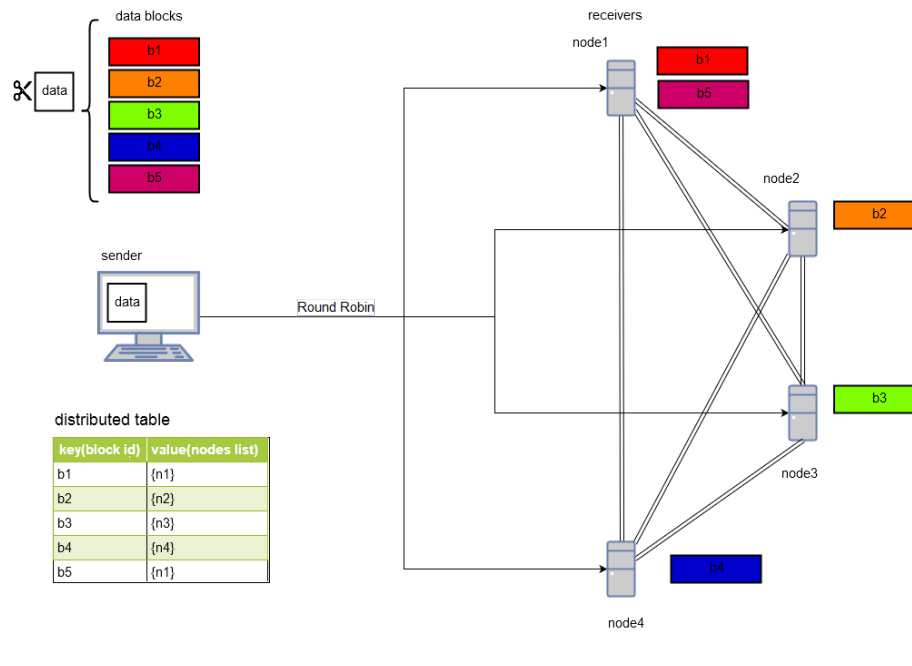 data blocks
b1
b2
b3
b4
b5
data
receivers
node1
b1
b5
node2
b2
sender
data
Round Robin
distributed table
key(block id) value(nodes list)
b1 {n1}
b2 {n2}
b3 {n3}
b4 {n4}
b5 {n1}
b3
node3
b4
node4